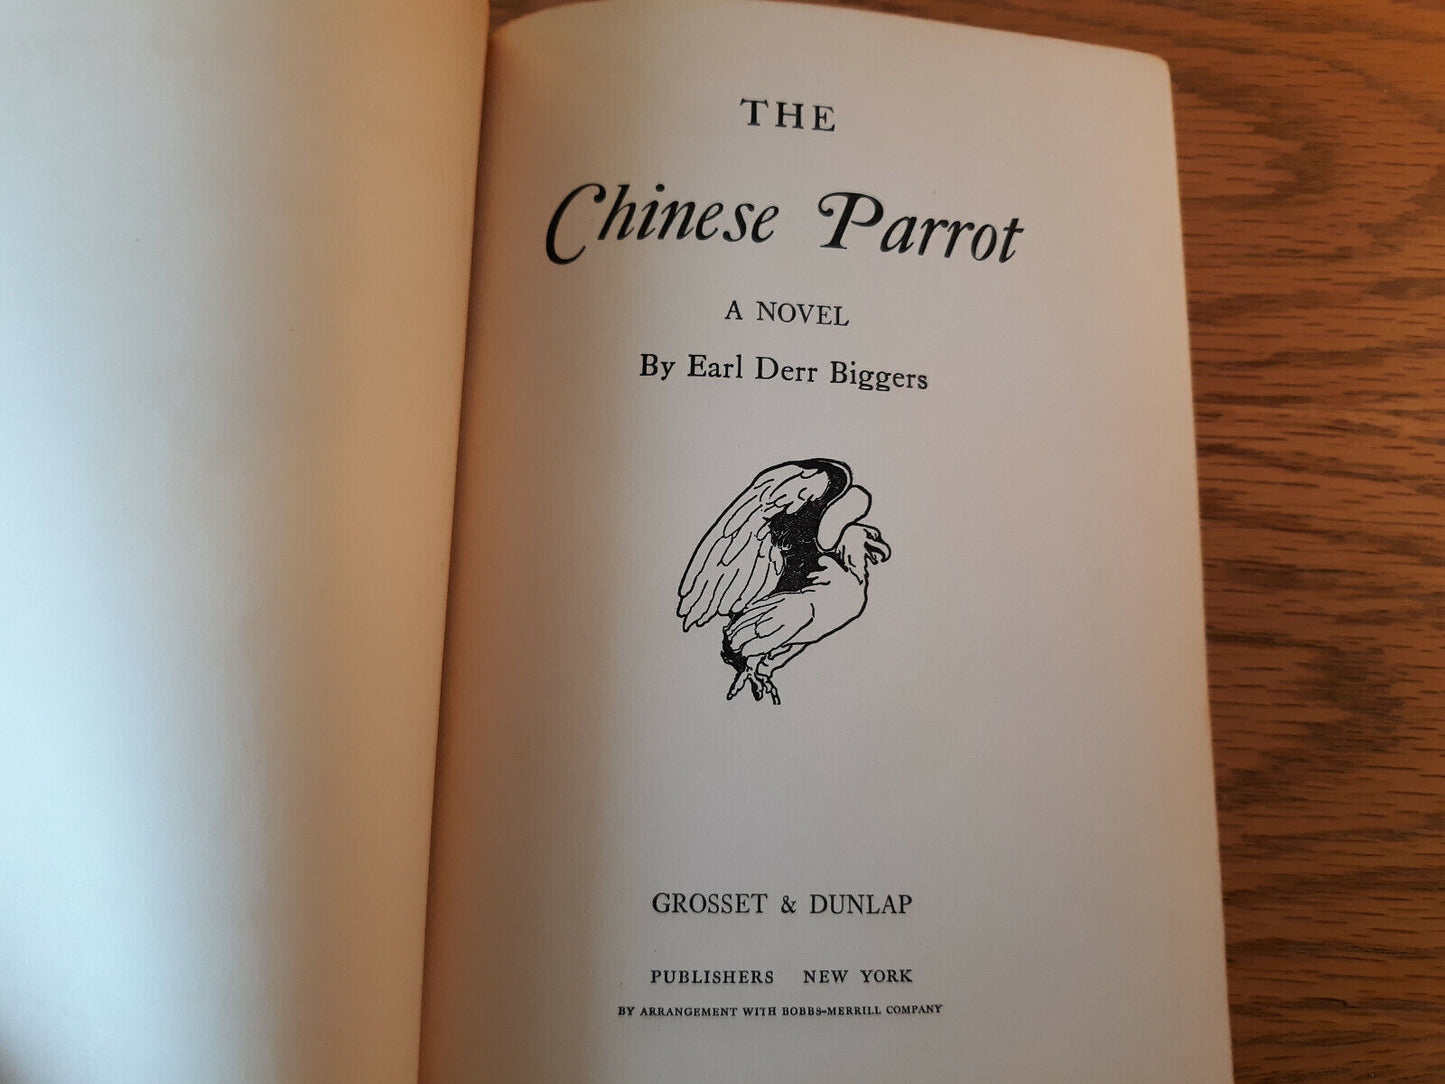 THE
Chinese Parrot
A NOVEL
By Earl Derr Biggers
GROSSET & DUNLAP
PUBLISHERS NEW YORK
BY ARRANGEMENT WITH BOBBS-MERRILL COMPANY